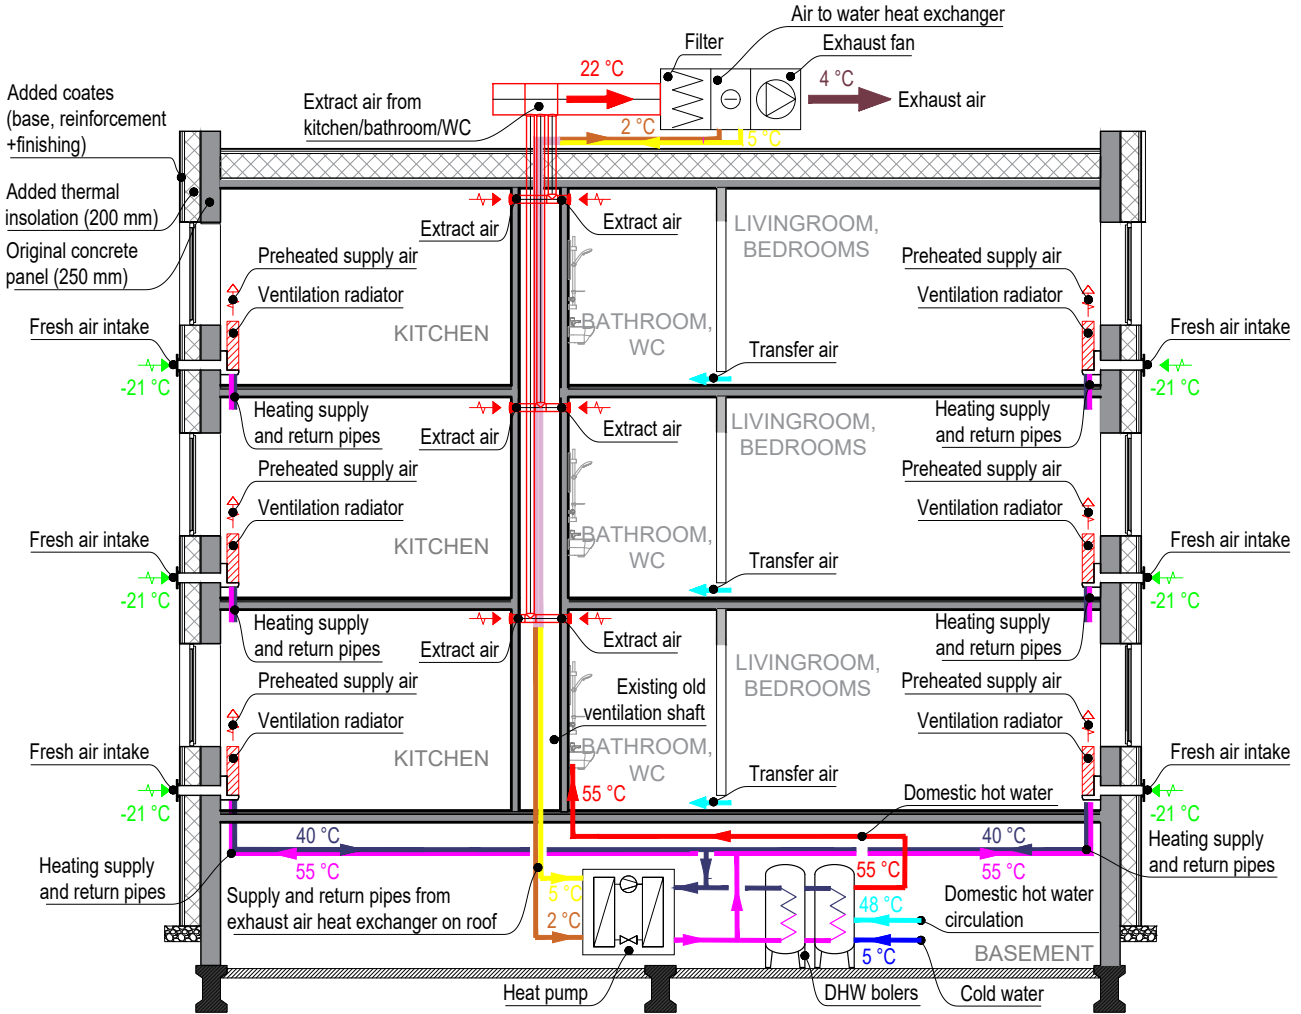 Air to water heat exchanger
Filter
Exhaust fan
22 °C
4 °C
Added coates
(base, reinforcement
+finishing)
Extract air from
kitchen/bathroom/WC
Exhaust air
2 °C
5 °C
Added thermal
insolation (200 mm)
Original concrete
panel (250 mm)
Extract air
Extract air
LIVINGROOM,
BEDROOMS
Preheated supply air
Preheated supply air
Ventilation radiator
Ventilation radiator
Fresh air intake
KITCHEN
BATHROOM,
WC
Fresh air intake
Transfer air
-21 °C
-21 °C
Heating supply
and return pipes
Heating supply
and return pipes
Extract air
Extract air
LIVINGROOM,
BEDROOMS
Preheated supply air
Preheated supply air
Ventilation radiator
Ventilation radiator
Fresh air intake
KITCHEN
BATHROOM,
WC
Fresh air intake
Transfer air
-21 °C
-21 °C
Heating supply
and return pipes
Heating supply
and return pipes
Extract air
Extract air
LIVINGROOM,
BEDROOMS
Preheated supply air
Existing old
ventilation shaft
Preheated supply air
Ventilation radiator
Ventilation radiator
Fresh air intake
KITCHEN
BATHROOM,
WC
Fresh air intake
Transfer air
-21 °C
55 °C
Domestic hot water
-21 °C
40 °C
40 °C
Heating supply
and return pipes
55 °C
55 °C
55 °C
Heating supply
and return pipes
Supply and return pipes from
exhaust air heat exchanger on roof
5 °C
2 °C
48 °C
Domestic hot water
circulation
5 °C
BASEMENT
Heat pump
DHW bolers
Cold water